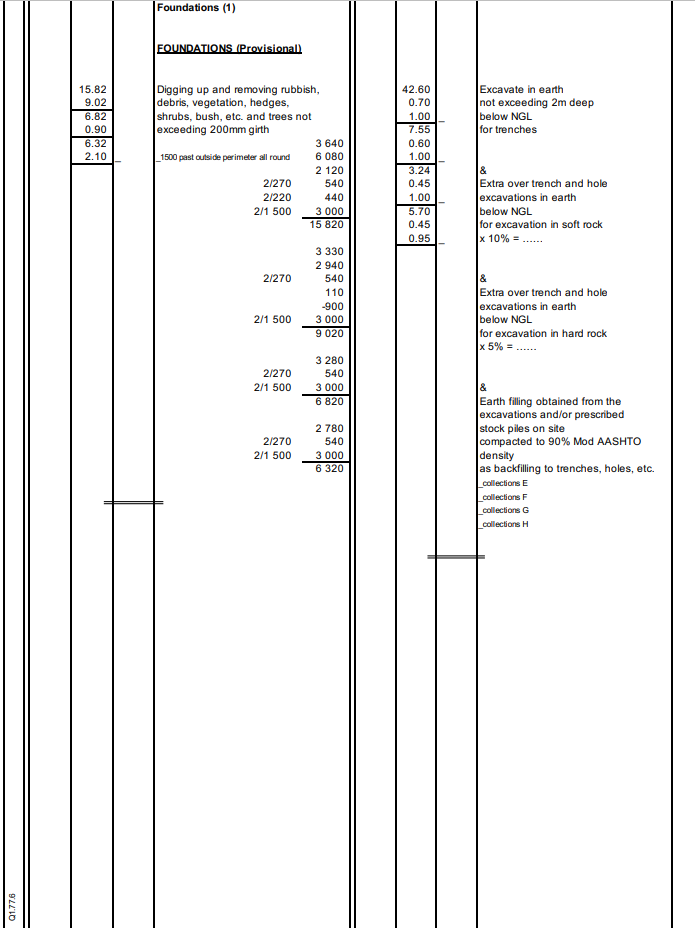 Foundations (1)
FOUNDATIONS (Provisional)
15.82 Digging up and removing rubbish,
9.02 debris, vegetation, hedges,
6.82 shrubs, bush, etc. and trees not
0.90 exceeding 200mm girth
6.32 3 640
2.10 _ _1500 past outside perimeter all round 6 080
2 120
2/270 540
2/220 440
2/1 500 3 000
15 820
3 330
2 940
2/270 540
110
-900
2/1 500 3 000
9 020
3 280
2/270 540
2/1 500 3 000
6 820
2 780
2/270 540
2/1 500 3 000
6 320
42.60 Excavate in earth
0.70 not exceeding 2m deep
1.00 _ below NGL
7.55 for trenches
0.60
1.00 _
3.24 &
0.45 Extra over trench and hole
1.00 _ excavations in earth
5.70 below NGL
0.45 for excavation in soft rock
0.95 _ x 10% = ......
&
Extra over trench and hole
excavations in earth
below NGL
for excavation in hard rock
x 5% = ......
&
Earth filling obtained from the
excavations and/or prescribed
stock piles on site
compacted to 90% Mod AASHTO
density
as backfilling to trenches, holes, etc.
_collections E
_collections F
_collections G
_collections H
Q1.77.6